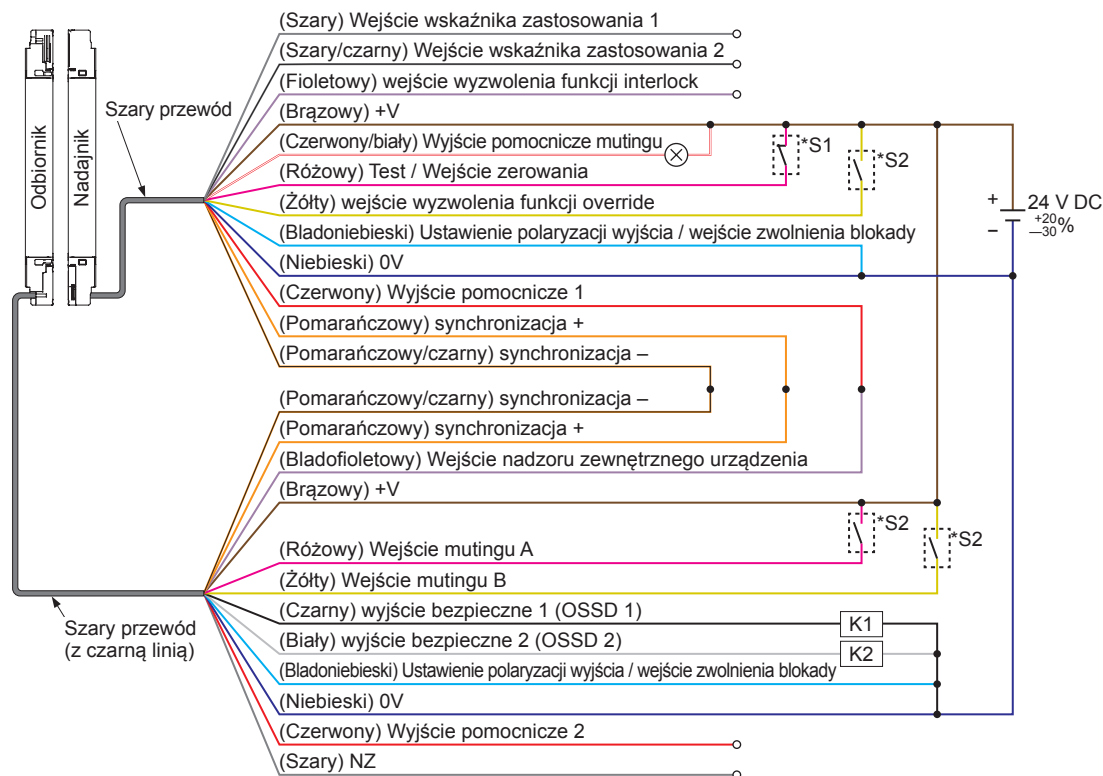 (Szary) Wejście wskaźnika zastosowania 1
(Szary/czarny) Wejście wskaźnika zastosowania 2
(Fioletowy) wejście wyzwolenia funkcji interlock
(Brązowy) +V
(Czerwony/biały) Wyjście pomocnicze mutingu
(Różowy) Test / Wejście zerowania
(Żółty) wejście wyzwolenia funkcji override
(Bladoniebieski) Ustawienie polaryzacji wyjścia / wejście zwolnienia blokady
(Niebieski) 0V
(Czerwony) Wyjście pomocnicze 1
(Pomarańczowy) synchronizacja +
(Pomarańczowy/czarny) synchronizacja –
(Pomarańczowy/czarny) synchronizacja –
(Pomarańczowy) synchronizacja +
(Bladofioletowy) Wejście nadzoru zewnętrznego urządzenia
(Brązowy) +V
(Różowy) Wejście mutingu A
(Żółty) Wejście mutingu B
(Czarny) wyjście bezpieczne 1 (OSSD 1)
(Biały) wyjście bezpieczne 2 (OSSD 2)
(Bladoniebieski) Ustawienie polaryzacji wyjścia / wejście zwolnienia blokady
(Niebieski) 0V
(Czerwony) Wyjście pomocnicze 2
(Szary) NZ
Odbiornik
Nadajnik
Szary przewód
Szary przewód
(z czarną linią)
*S1
*S2
+
–
24 V DC
+20
—30 %
*S2
*S2
K1
K2